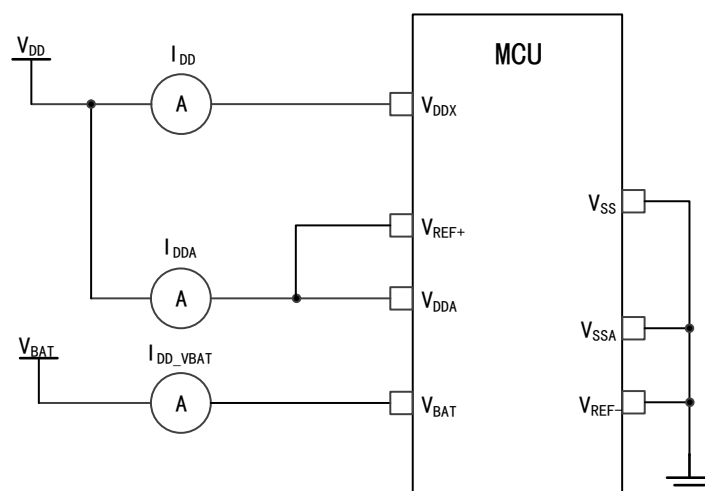 MCU
VDD
IDD
A
VDDX
VSS
VREF+
IDDA
A
VDDA
VSSA
VBAT
IDD_VBAT
A
VBAT
VREF-